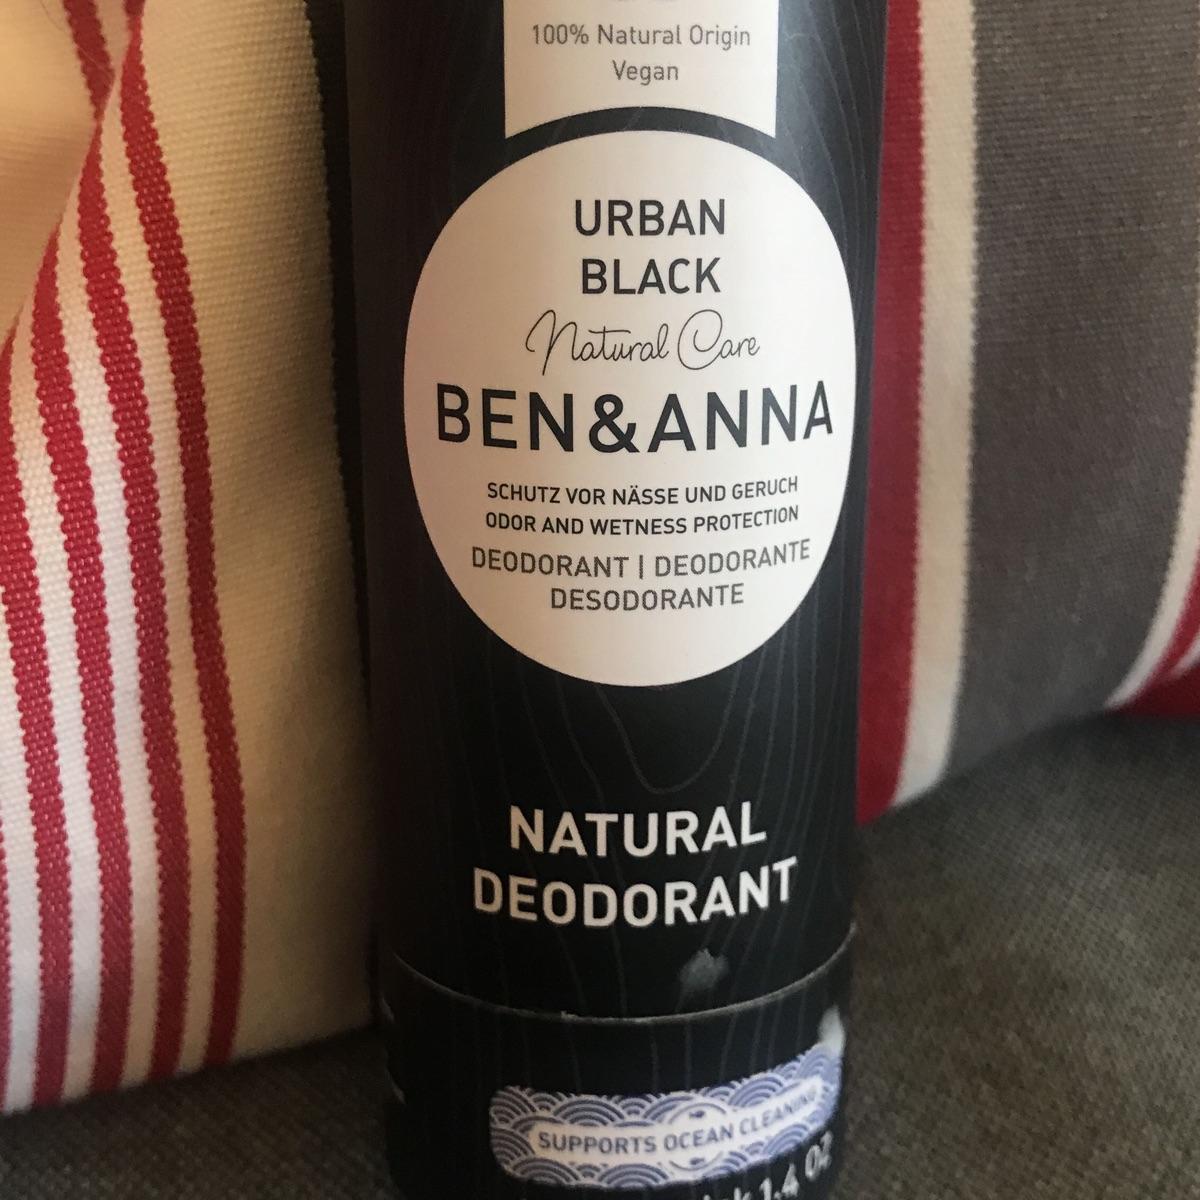 100% Natural Origin
Vegan
URBAN
BLACK
Natural Care
BEN&ANNA
SCHUTZ VOR NÄSSE UND GERUCH
ODOR AND WETNESS PROTECTION
DEODORANT | DEODORANTE
DESODORANTE
NATURAL
DEODORANT
SUPPORTS OCEAN CLEANING
1.4 OZ